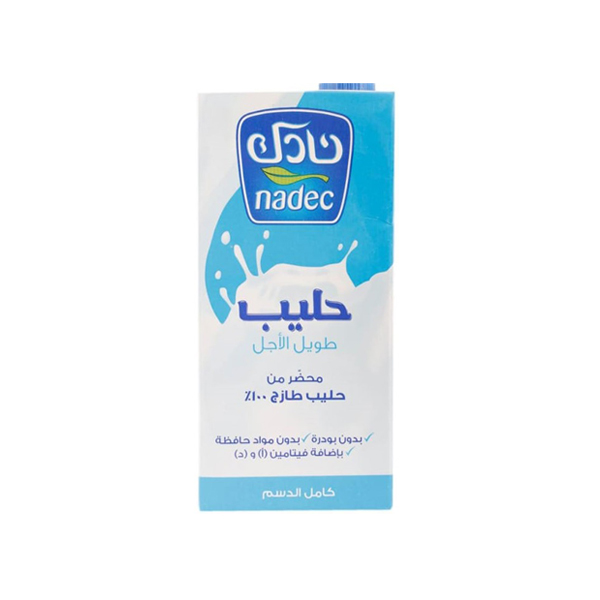 نادك
nadec
حليب
طويل الأجل
محضّر من
حليب طازج ١٠٠٪
بدون بودرة ✓ بدون مواد حافظة ✓
بإضافة فيتامين (أ) و (د) ✓
كامل الدسم